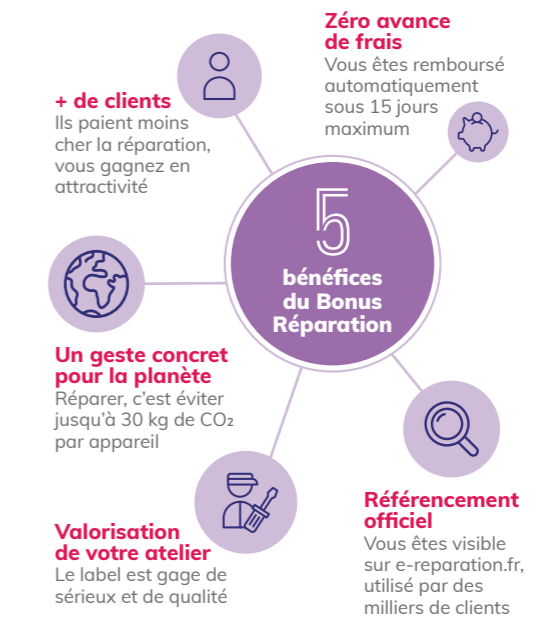 5
bénéfices
du Bonus
Réparation
Zéro avance
de frais
Vous êtes remboursé
automatiquement
sous 15 jours
maximum
+ de clients
Ils paient moins
cher la réparation,
vous gagnez en
attractivité
Un geste concret
pour la planète
Réparer, c’est éviter
jusqu’à 30 kg de CO₂
par appareil
Valorisation
de votre atelier
Le label est gage de
sérieux et de qualité
Référencement
officiel
Vous êtes visible
sur e-reparation.fr,
utilisé par des
milliers de clients